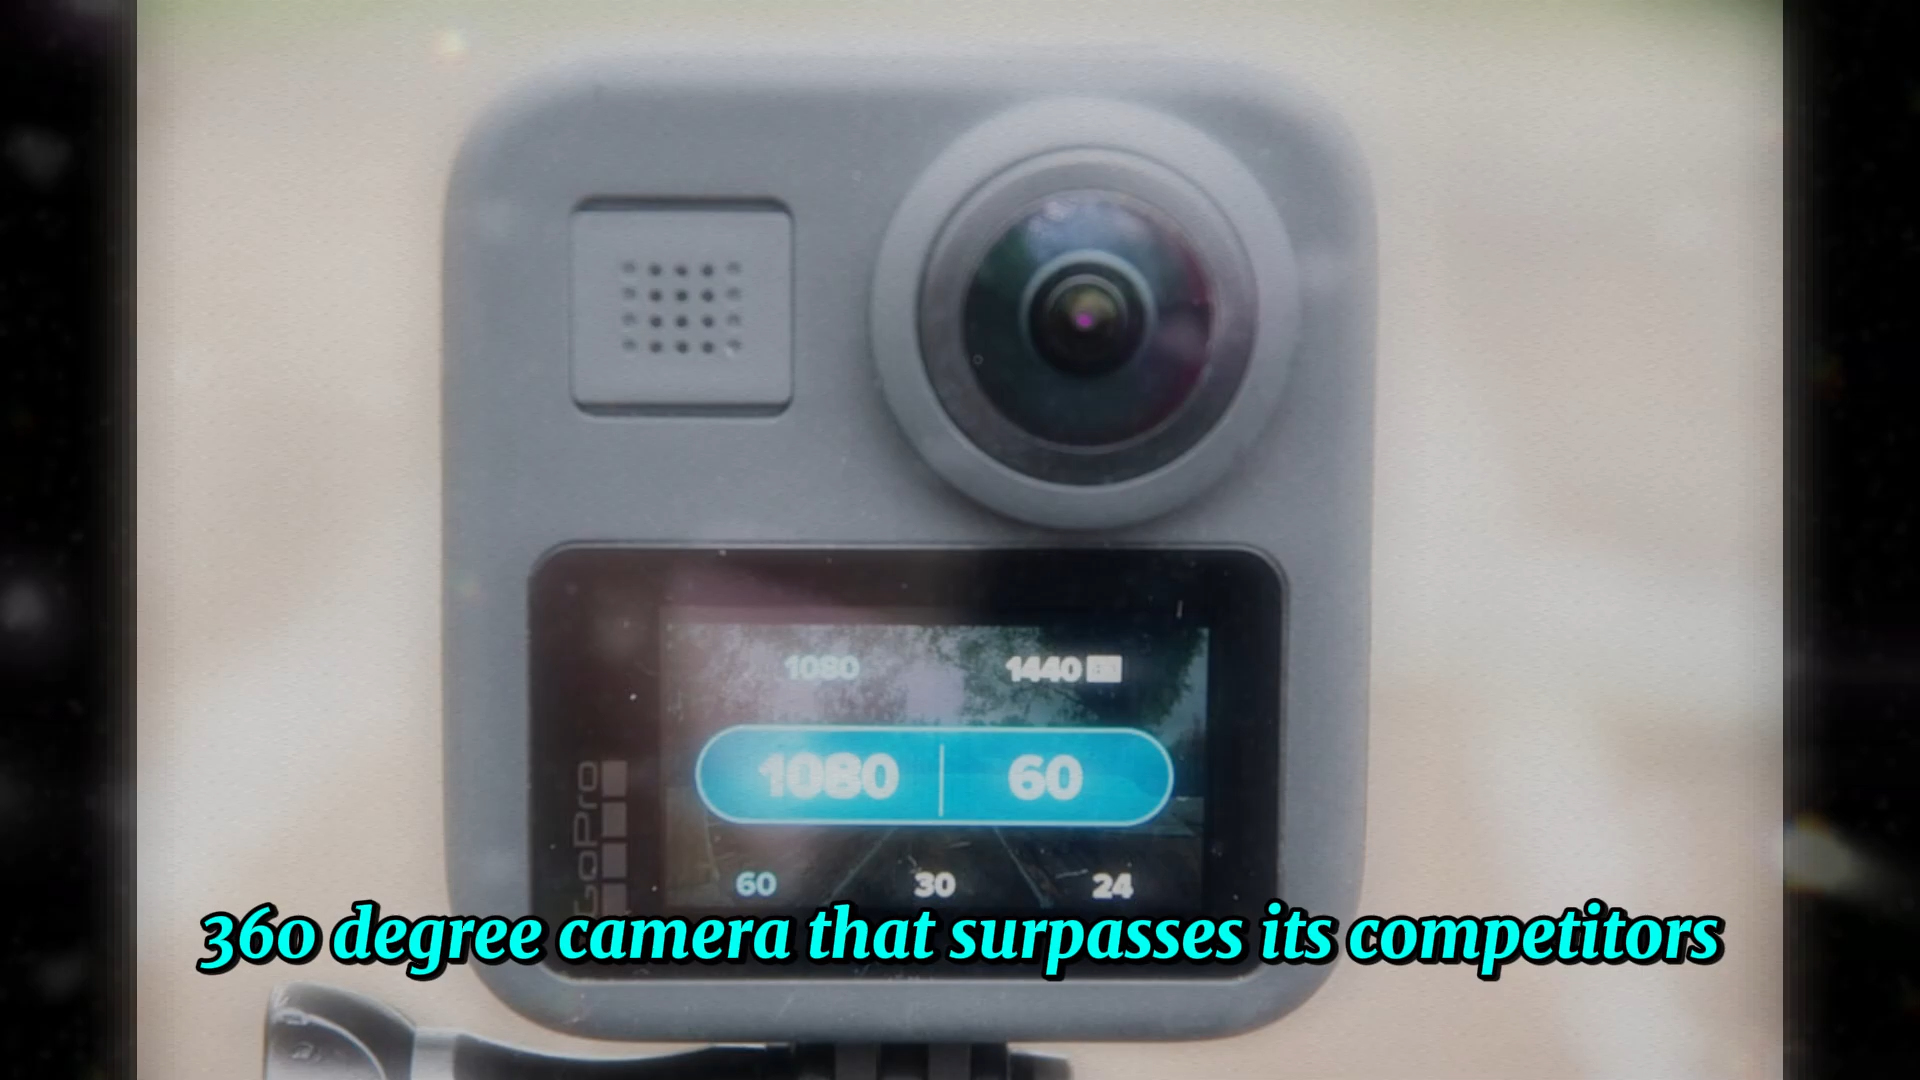 1080 1440
1080 60
GoPro
60 30 24
360 degree camera that surpasses its competitors